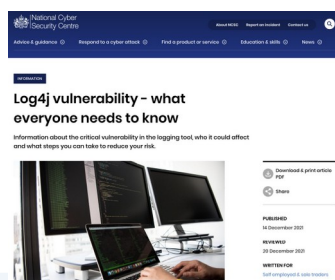 National Cyber
Security Centre
About NCSC Report an incident Contact us
Advice & guidance Respond to a cyber attack Find a product or service Education & skills News
INFORMATION
Log4j vulnerability - what
everyone needs to know
Information about the critical vulnerability in the logging tool, who it could affect
and what steps you can take to reduce your risk.
Download & print article
PDF
Share
PUBLISHED
14 December 2021
REVIEWED
20 December 2021
WRITTEN FOR
Self employed & sole traders